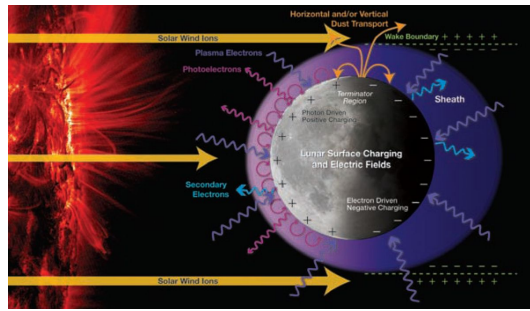 Horizontal and/or Vertical
Dust Transport
Wake Boundary
+ + + + + +
− − − − − −
Solar Wind Ions
Plasma Electrons
Photoelectrons
Terminator
Region
Sheath
Photon Driven
Positive Charging
Lunar Surface Charging
and Electric Fields
Secondary
Electrons
Electron Driven
Negative Charging
Solar Wind Ions
− − − − − −
+ + + + + +